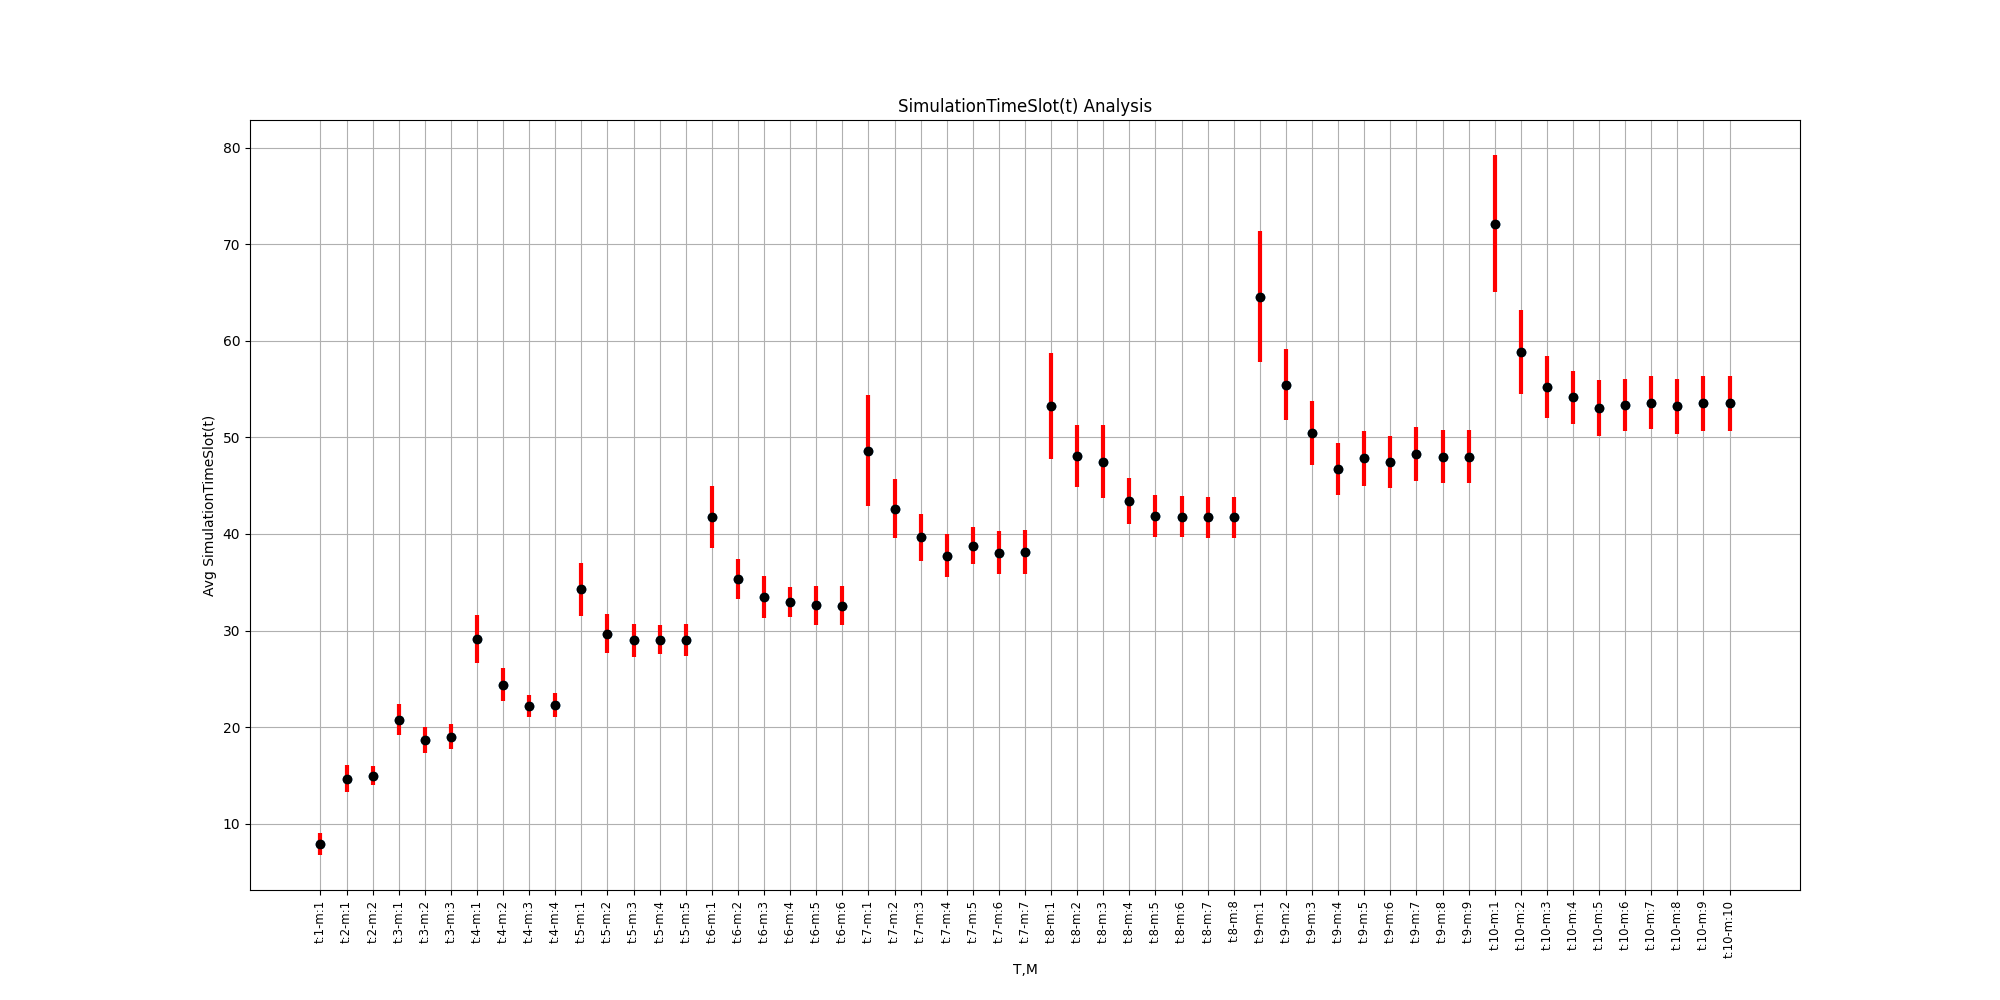 SimulationTimeSlot(t) Analysis
Avg SimulationTimeSlot(t)
80
70
60
50
40
30
20
10
t:1-m:1
t:2-m:1
t:2-m:2
t:3-m:1
t:3-m:2
t:3-m:3
t:4-m:1
t:4-m:2
t:4-m:3
t:4-m:4
t:5-m:1
t:5-m:2
t:5-m:3
t:5-m:4
t:5-m:5
t:6-m:1
t:6-m:2
t:6-m:3
t:6-m:4
t:6-m:5
t:6-m:6
t:7-m:1
t:7-m:2
t:7-m:3
t:7-m:4
t:7-m:5
t:7-m:6
t:7-m:7
t:8-m:1
t:8-m:2
t:8-m:3
t:8-m:4
t:8-m:5
t:8-m:6
t:8-m:7
t:8-m:8
t:9-m:1
t:9-m:2
t:9-m:3
t:9-m:4
t:9-m:5
t:9-m:6
t:9-m:7
t:9-m:8
t:9-m:9
t:10-m:1
t:10-m:2
t:10-m:3
t:10-m:4
t:10-m:5
t:10-m:6
t:10-m:7
t:10-m:8
t:10-m:9
t:10-m:10
T,M